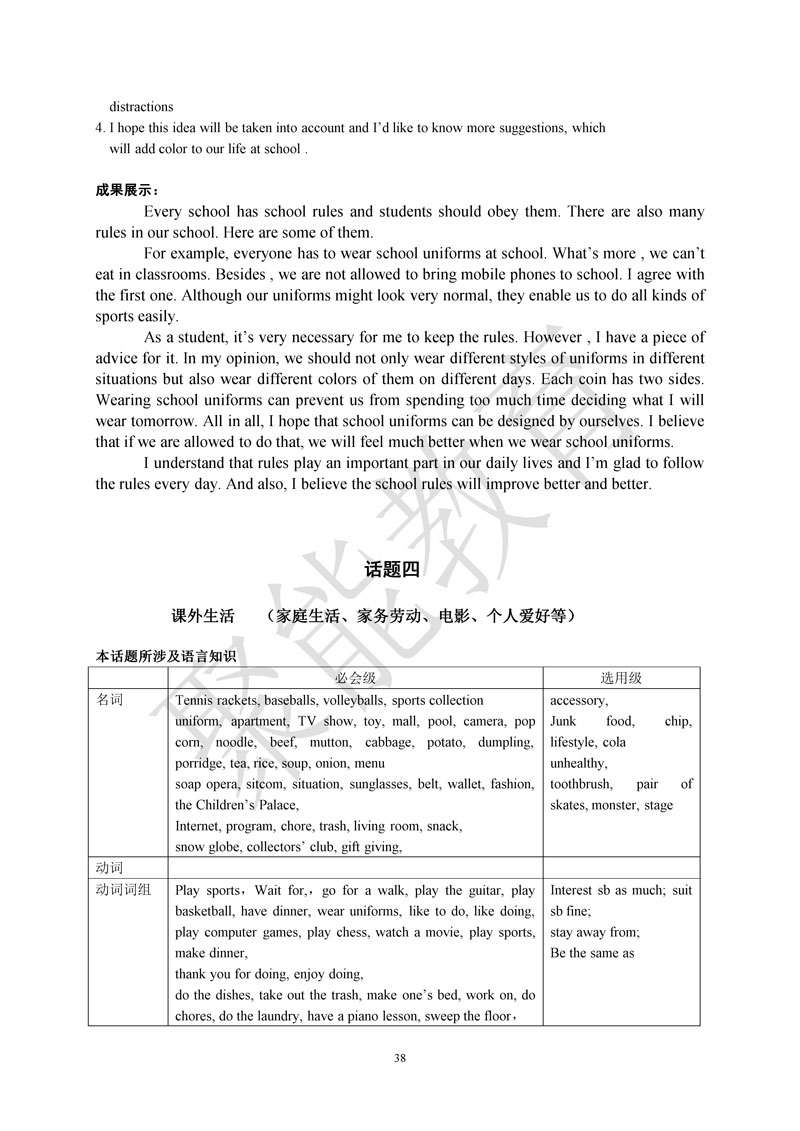 distractions
4. I hope this idea will be taken into account and I’d like to know more suggestions, which
will add color to our life at school .
成果展示：
Every school has school rules and students should obey them. There are also many
rules in our school. Here are some of them.
For example, everyone has to wear school uniforms at school. What’s more , we can’t
eat in classrooms. Besides , we are not allowed to bring mobile phones to school. I agree with
the first one. Although our uniforms might look very normal, they enable us to do all kinds of
sports easily.
As a student, it’s very necessary for me to keep the rules. However , I have a piece of
advice for it. In my opinion, we should not only wear different styles of uniforms in different
situations but also wear different colors of them on different days. Each coin has two sides.
Wearing school uniforms can prevent us from spending too much time deciding what I will
wear tomorrow. All in all, I hope that school uniforms can be designed by ourselves. I believe
that if we are allowed to do that, we will feel much better when we wear school uniforms.
I understand that rules play an important part in our daily lives and I’m glad to follow
the rules every day. And also, I believe the school rules will improve better and better.
聚能教育
话题四
课外生活 （家庭生活、家务劳动、电影、个人爱好等）
本话题所涉及语言知识
必会级 选用级
名词 Tennis rackets, baseballs, volleyballs, sports collection accessory,
uniform, apartment, TV show, toy, mall, pool, camera, pop Junk food, chip,
corn, noodle, beef, mutton, cabbage, potato, dumpling, lifestyle, cola
porridge, tea, rice, soup, onion, menu unhealthy,
soap opera, sitcom, situation, sunglasses, belt, wallet, fashion, toothbrush, pair of
the Children’s Palace, skates, monster, stage
Internet, program, chore, trash, living room, snack,
snow globe, collectors’ club, gift giving,
动词
动词词组 Play sports，Wait for,，go for a walk, play the guitar, play Interest sb as much; suit
basketball, have dinner, wear uniforms, like to do, like doing, sb fine;
play computer games, play chess, watch a movie, play sports, stay away from;
make dinner, Be the same as
thank you for doing, enjoy doing,
do the dishes, take out the trash, make one’s bed, work on, do
chores, do the laundry, have a piano lesson, sweep the floor，
38